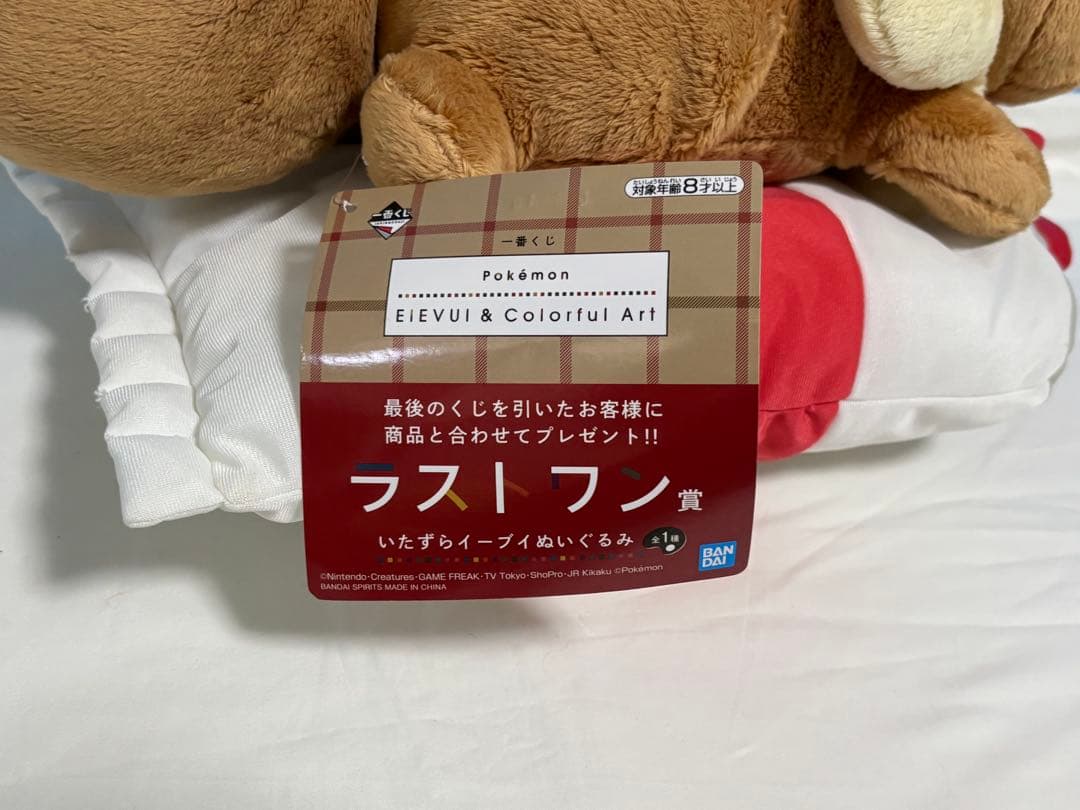 たいしょうねんれい さい いじょう
対象年齢8才以上
一番くじ
一番くじ
Pokémon
EIEVUI & Colorful Art
最後のくじを引いたお客様に
商品と合わせてプレゼント!!
ラストワン賞
いたずらイーブイぬいぐるみ 全1種
BAN
DAI
©Nintendo・Creatures・GAME FREAK・TV Tokyo・ShoPro・JR Kikaku ©Pokémon
BANDAI SPIRITS MADE IN CHINA